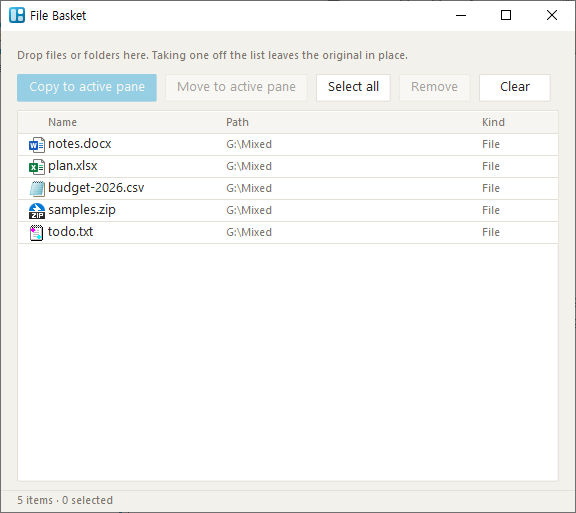 File Basket
Drop files or folders here. Taking one off the list leaves the original in place.
Copy to active pane Move to active pane Select all Remove Clear
Name Path Kind
notes.docx G:\Mixed File
plan.xlsx G:\Mixed File
budget-2026.csv G:\Mixed File
samples.zip G:\Mixed File
todo.txt G:\Mixed File
5 items · 0 selected